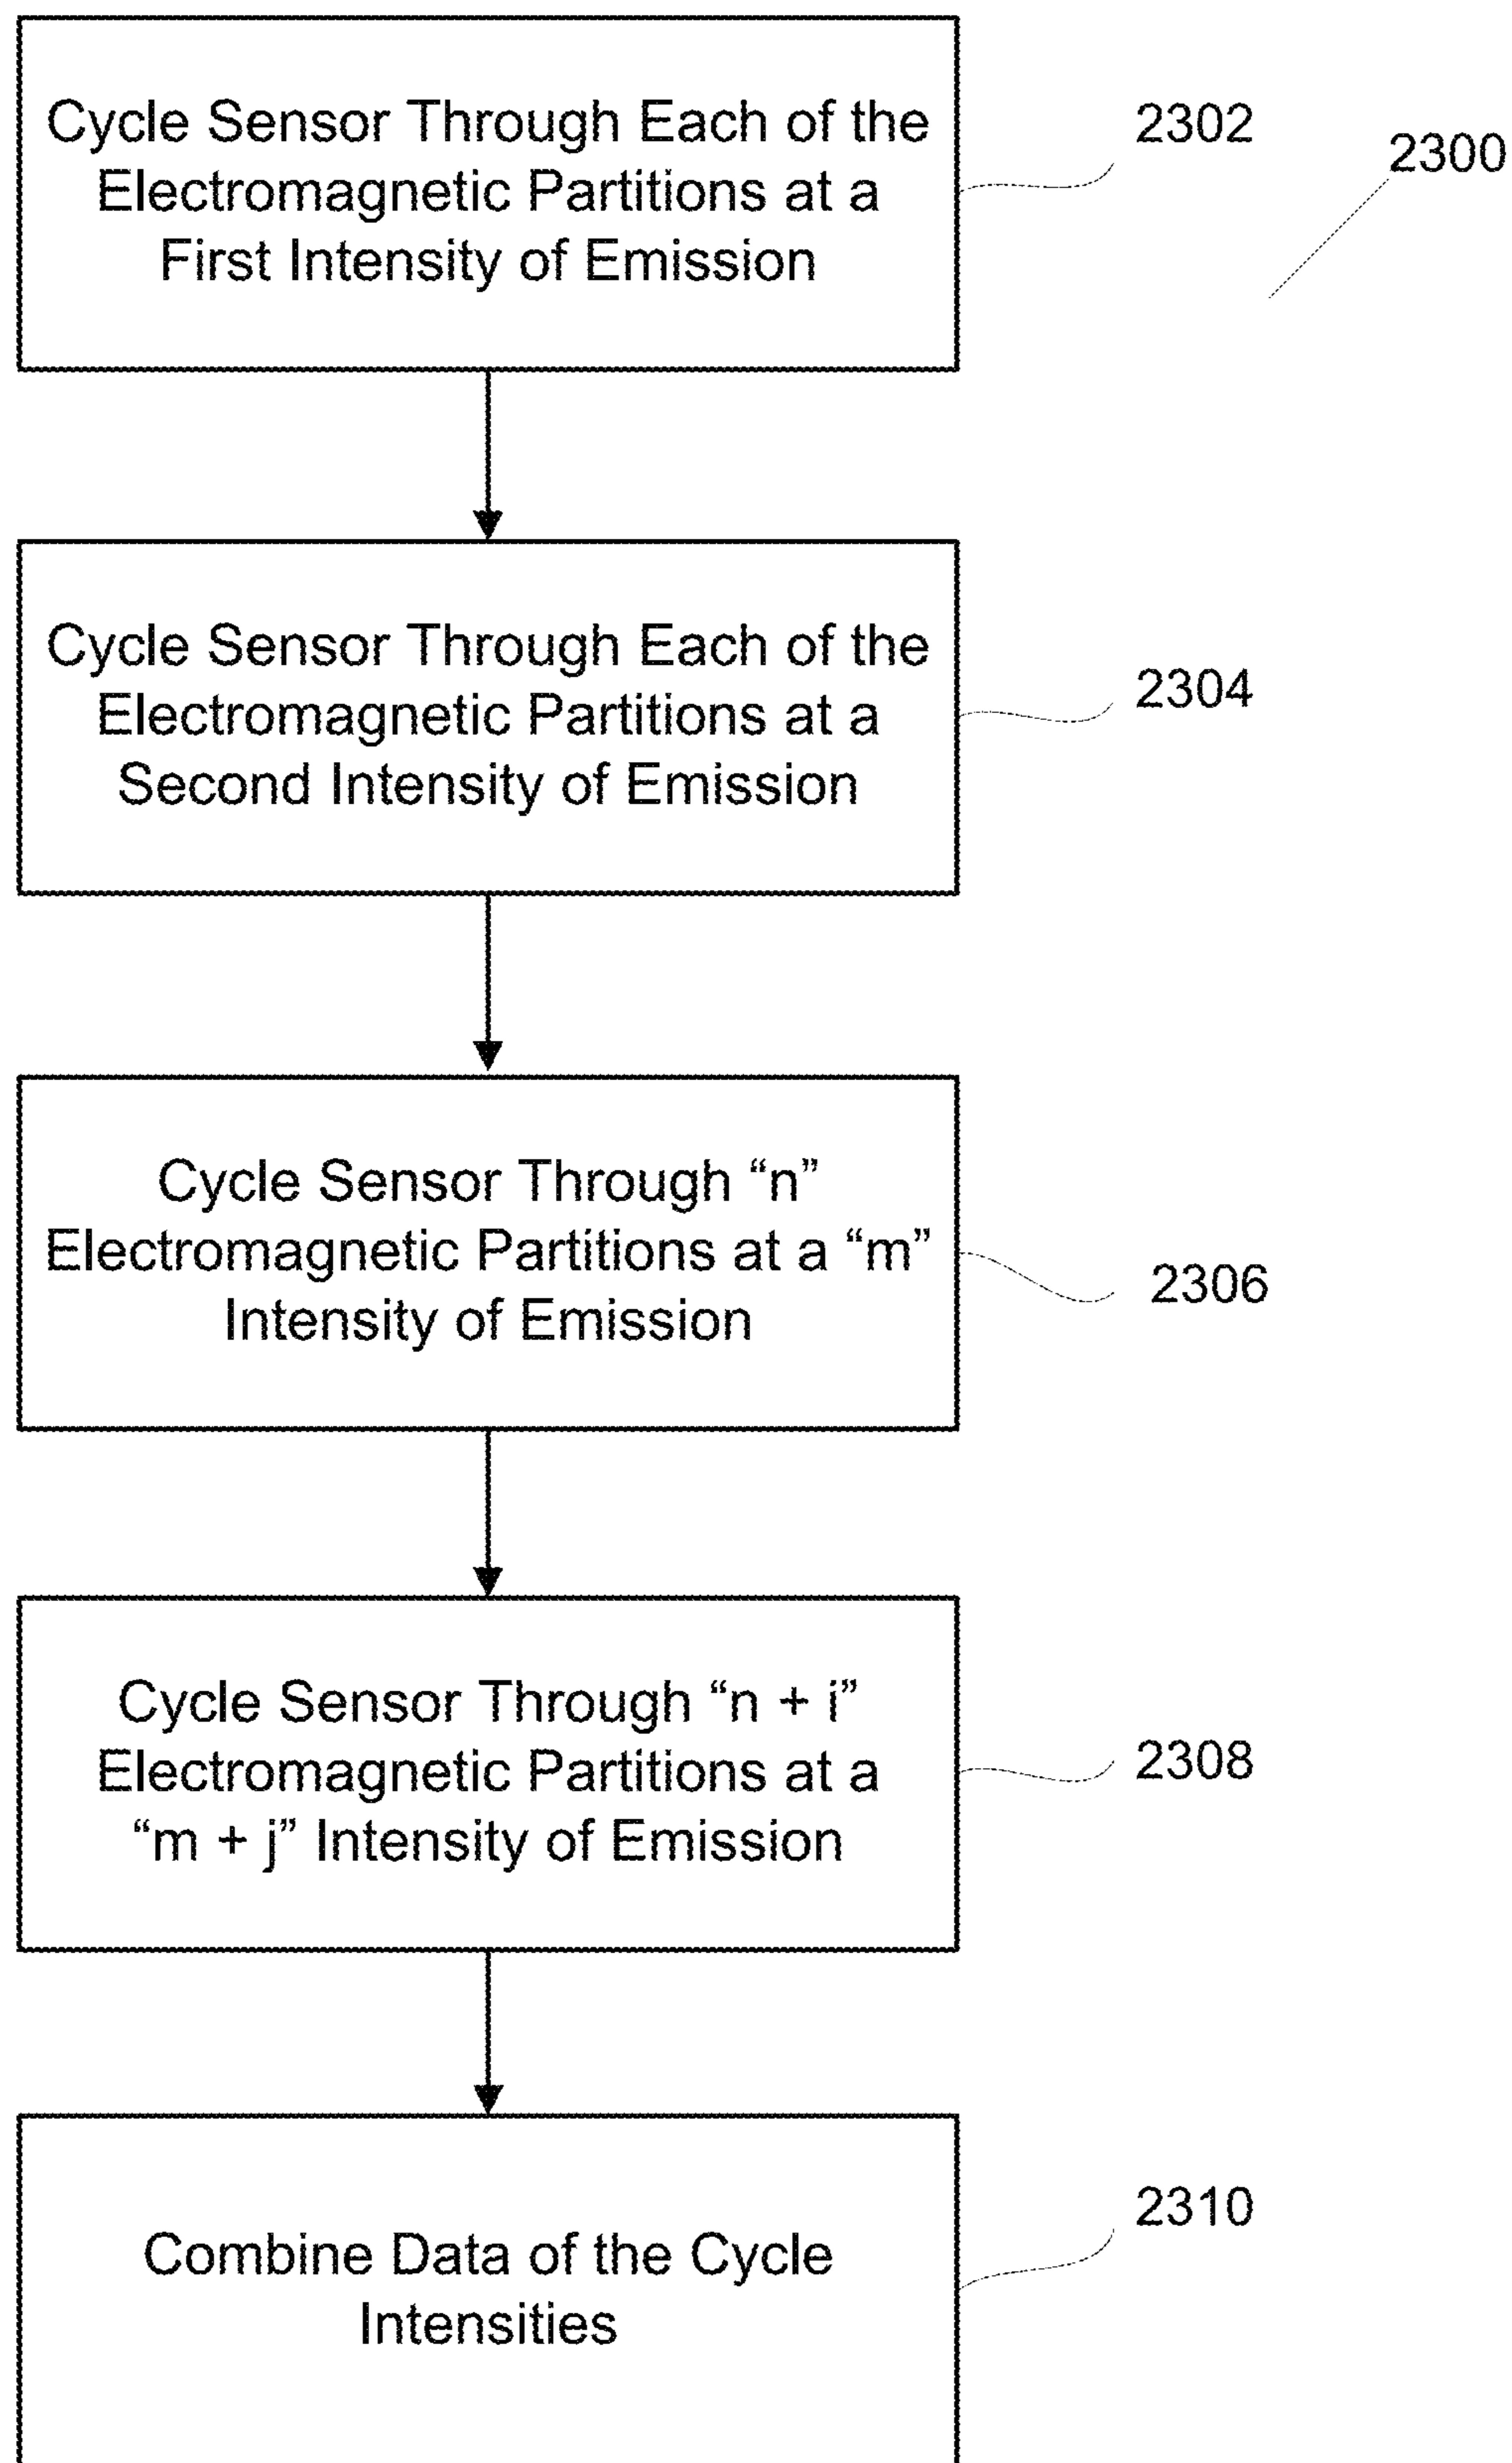 Cycle Sensor Through Each of the
Electromagnetic Partitions at a
First Intensity of Emission
2302
2300
Cycle Sensor Through Each of the
Electromagnetic Partitions at a
Second Intensity of Emission
2304
Cycle Sensor Through “n”
Electromagnetic Partitions at a “m”
Intensity of Emission
2306
Cycle Sensor Through “n + i”
Electromagnetic Partitions at a
“m + j” Intensity of Emission
2308
Combine Data of the Cycle
Intensities
2310